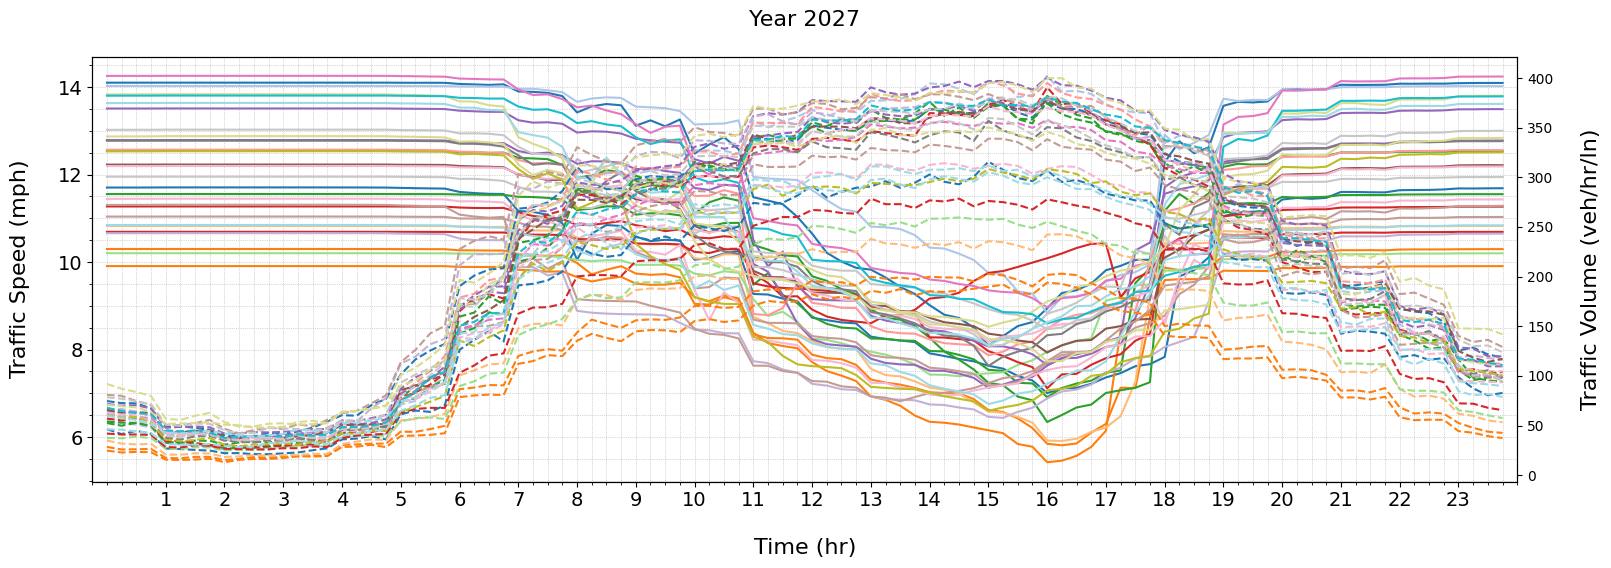 Year 2027
Traffic Speed (mph)
14
12
10
8
6
400
350
300
250
200
150
100
50
0
Traffic Volume (veh/hr/ln)
1 2 3 4 5 6 7 8 9 10 11 12 13 14 15 16 17 18 19 20 21 22 23
Time (hr)